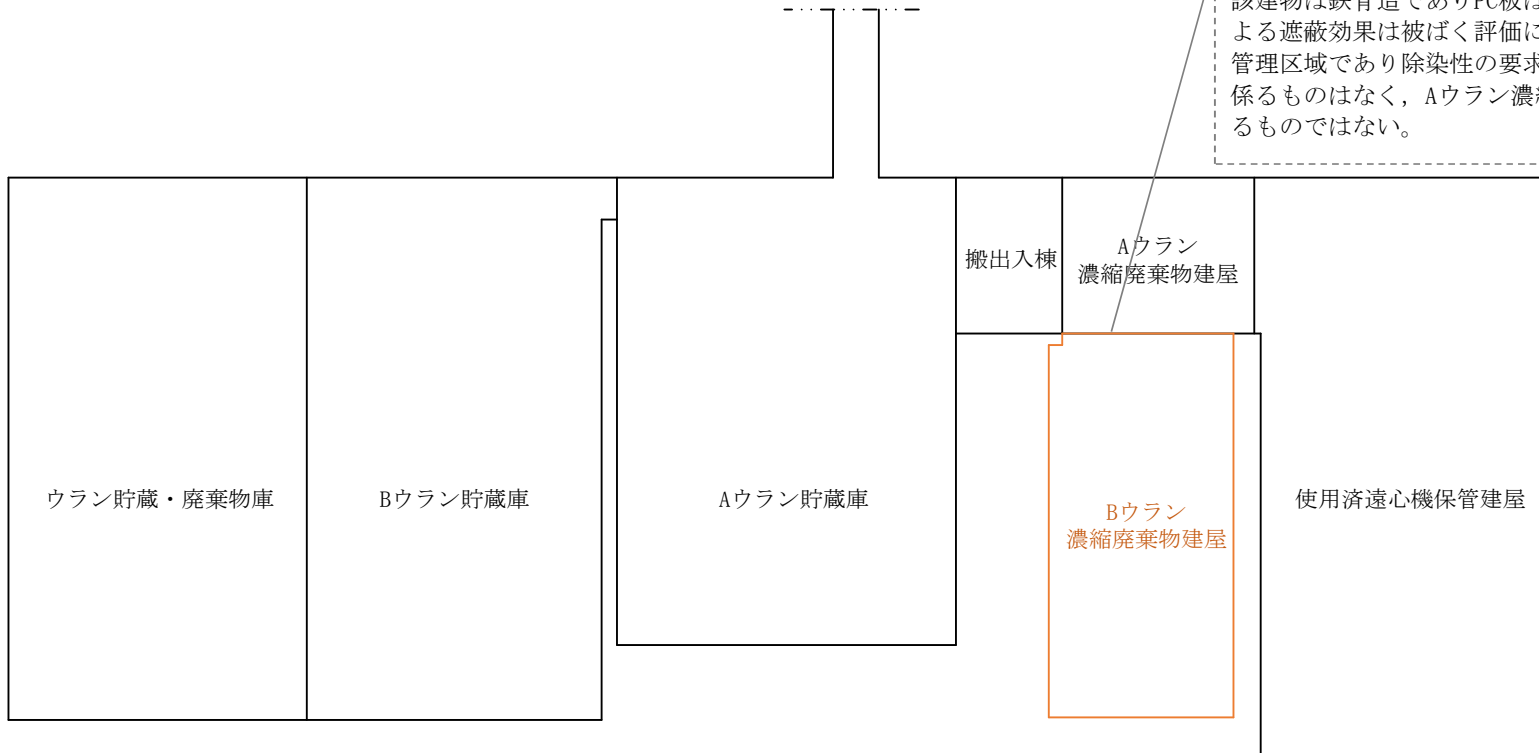 該建物は鉄骨造でありPC板は
よる遮蔽効果は被ばく評価に
管理区域であり除染性の要求
係るものはなく，Aウラン濃
るものではない。
搬出入棟
Aウラン
濃縮廃棄物建屋
ウラン貯蔵・廃棄物庫
Bウラン貯蔵庫
Aウラン貯蔵庫
Bウラン
濃縮廃棄物建屋
使用済遠心機保管建屋